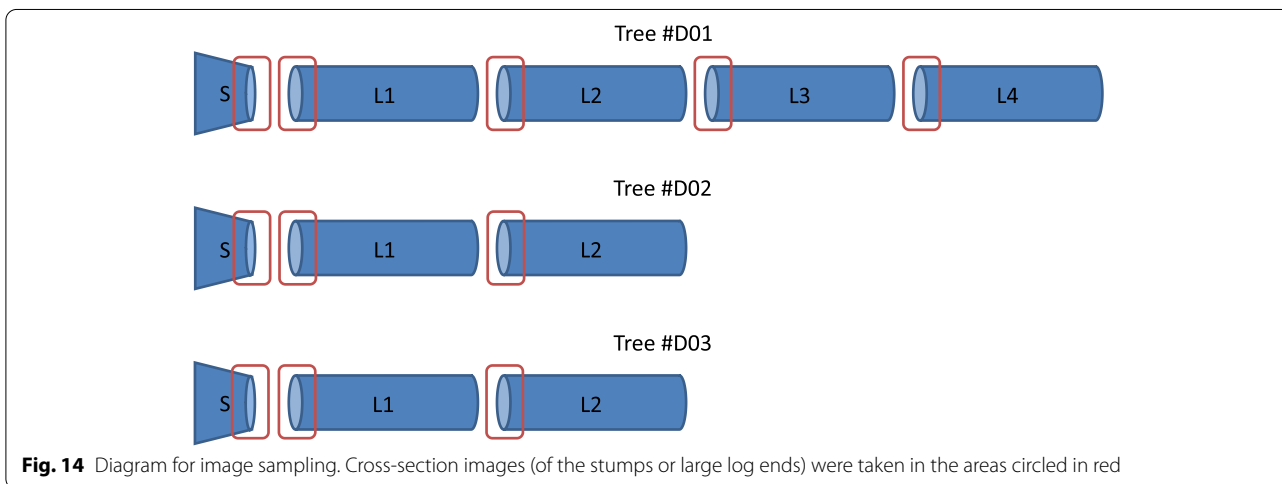 Tree #D01
S L1 L2 L3 L4
Tree #D02
S L1 L2
Tree #D03
S L1 L2
Fig. 14 Diagram for image sampling. Cross-section images (of the stumps or large log ends) were taken in the areas circled in red